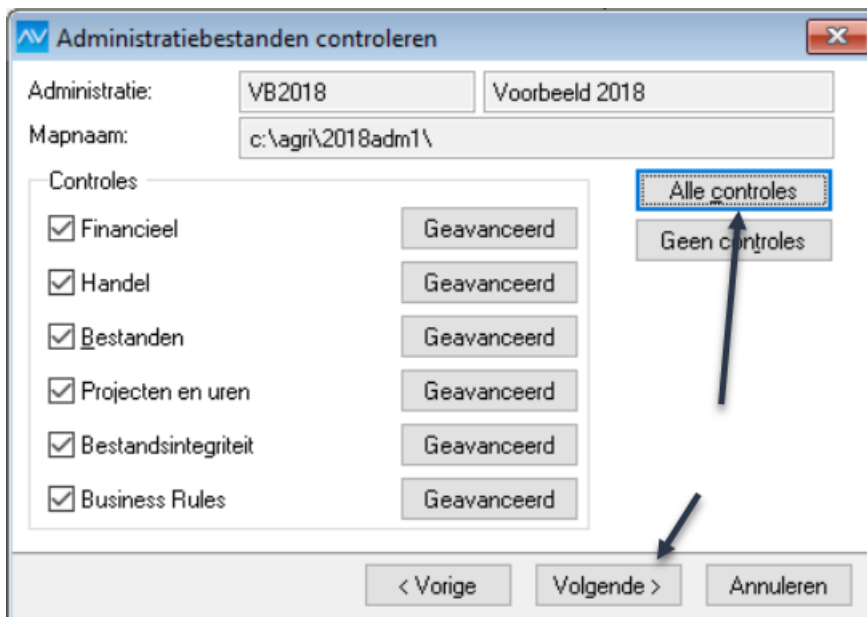 Administratiebestanden controleren
Administratie: VB2018 Voorbeeld 2018
Mapnaam: c:\agri\2018adm1\
Controles
Alle controles
Financieel Geavanceerd
Geen controles
Handel Geavanceerd
Bestanden Geavanceerd
Projecten en uren Geavanceerd
Bestandsintegriteit Geavanceerd
Business Rules Geavanceerd
< Vorige Volgende > Annuleren